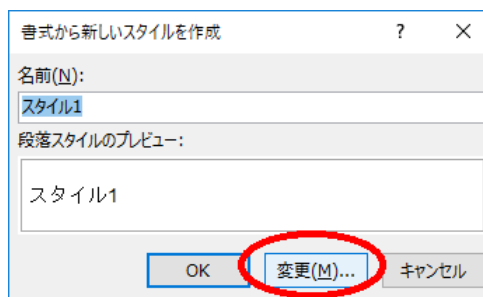 書式から新しいスタイルを作成 ? ×
名前(N):
スタイル1
段落スタイルのプレビュー:
スタイル1
OK 変更(M)... キャンセル